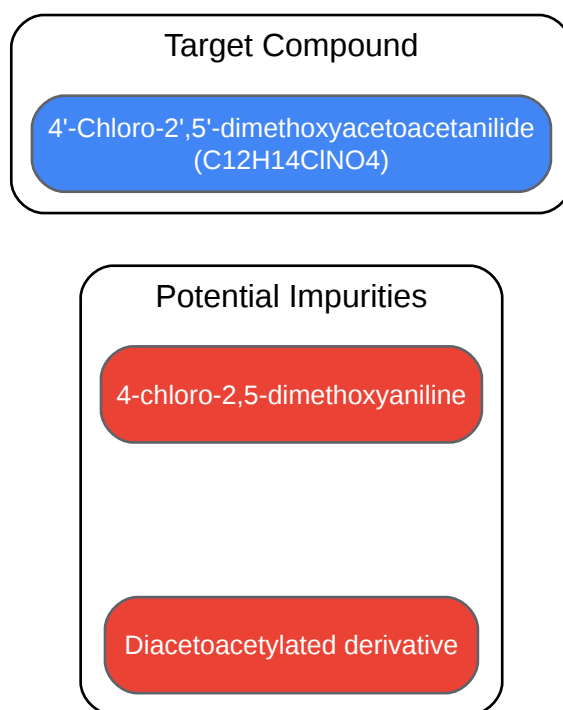 Target Compound
4'-Chloro-2',5'-dimethoxyacetoacetanilide
(C12H14ClNO4)
Potential Impurities
4-chloro-2,5-dimethoxyaniline
Diacetoacetylated derivative